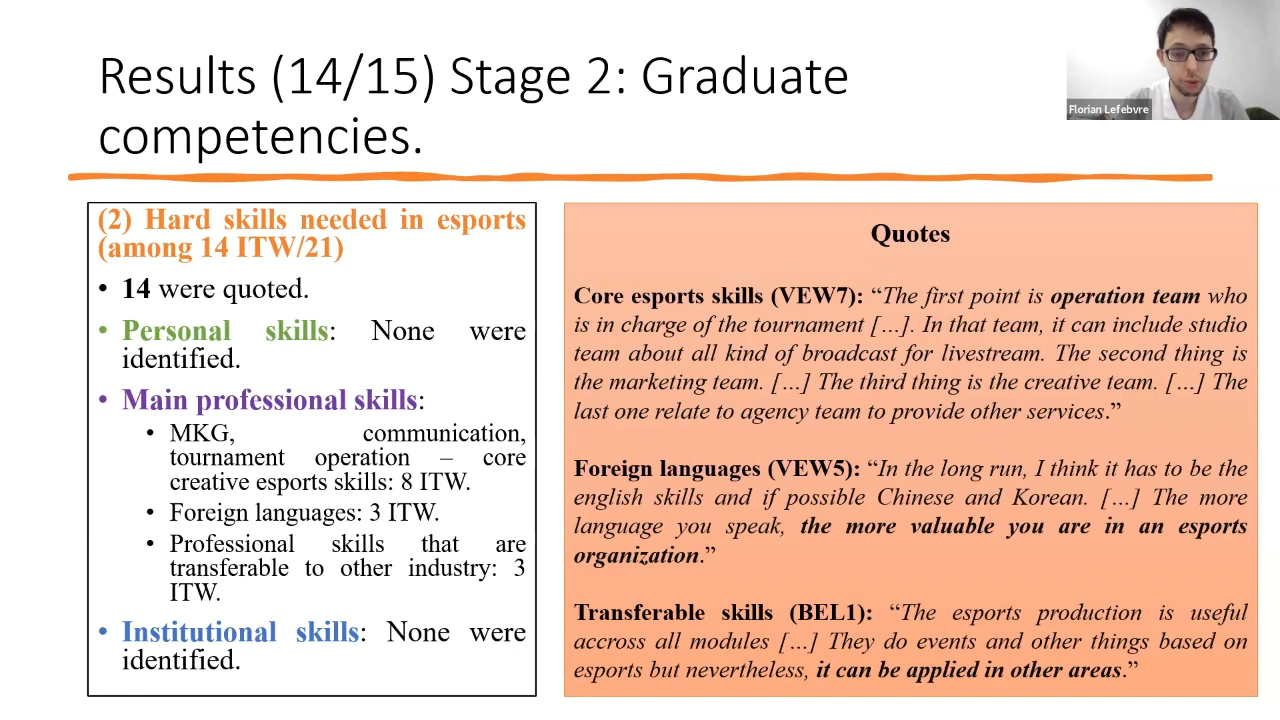 Results (14/15) Stage 2: Graduate
competencies.
Florian Lefebvre
(2) Hard skills needed in esports
(among 14 ITW/21)
• 14 were quoted.
• Personal skills: None were
identified.
• Main professional skills:
• MKG, communication,
tournament operation – core
creative esports skills: 8 ITW.
• Foreign languages: 3 ITW.
• Professional skills that are
transferable to other industry: 3
ITW.
• Institutional skills: None were
identified.
Quotes
Core esports skills (VEW7): “The first point is operation team who
is in charge of the tournament […]. In that team, it can include studio
team about all kind of broadcast for livestream. The second thing is
the marketing team. […] The third thing is the creative team. […] The
last one relate to agency team to provide other services.”
Foreign languages (VEW5): “In the long run, I think it has to be the
english skills and if possible Chinese and Korean. […] The more
language you speak, the more valuable you are in an esports
organization.”
Transferable skills (BEL1): “The esports production is useful
accross all modules […] They do events and other things based on
esports but nevertheless, it can be applied in other areas.”